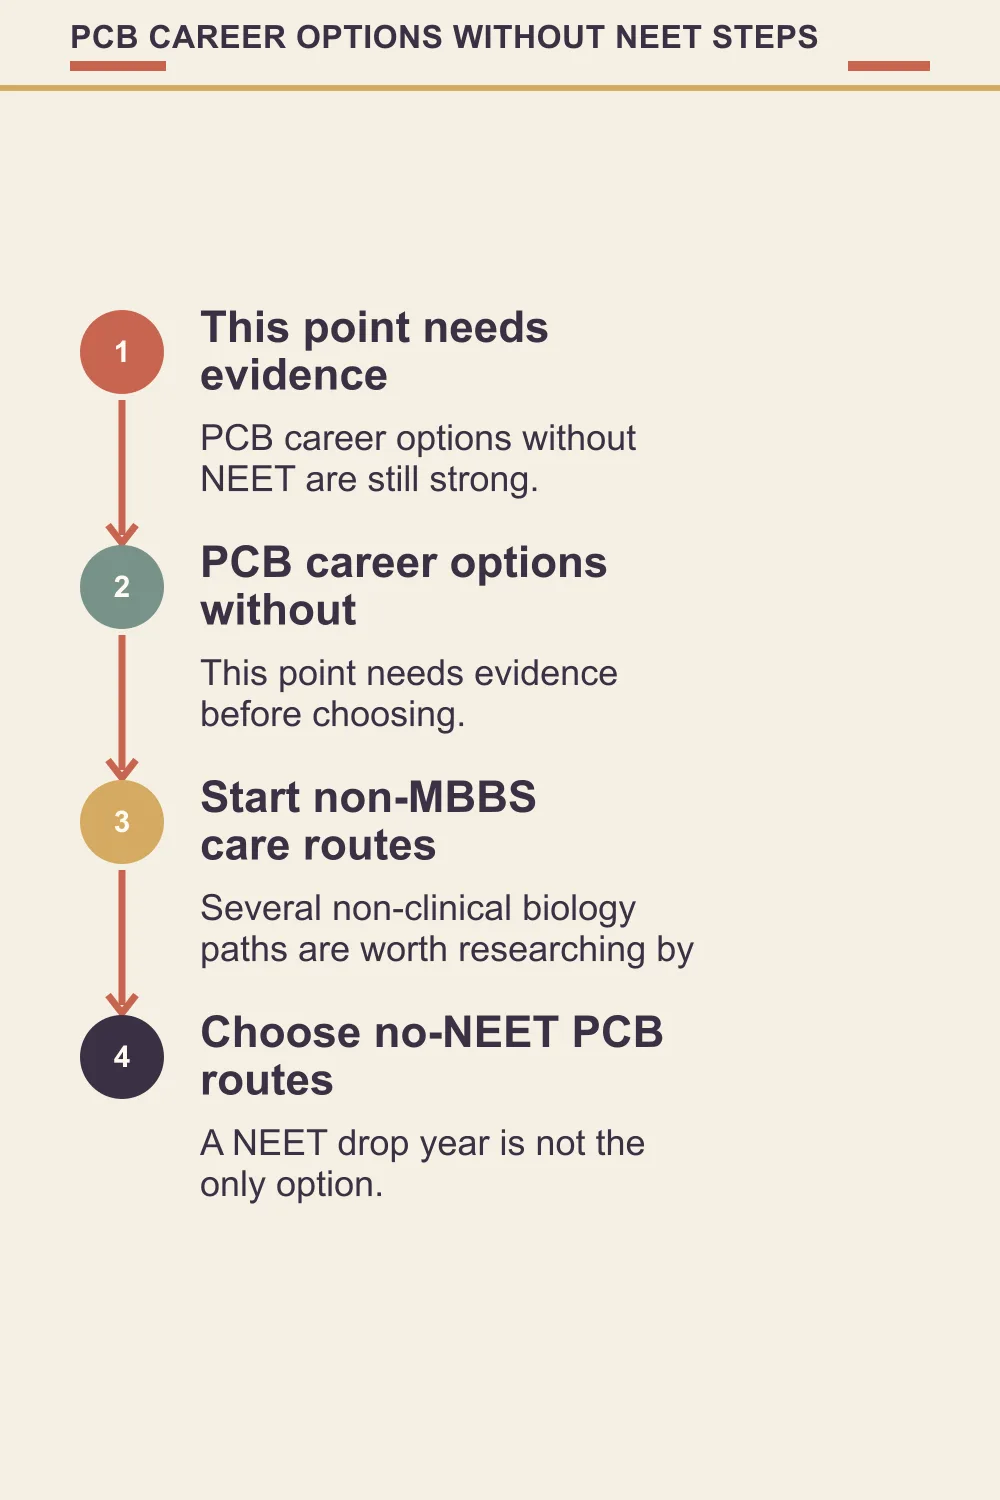 PCB CAREER OPTIONS WITHOUT NEET STEPS
1
This point needs
evidence
PCB career options without
NEET are still strong.
2
PCB career options
without
This point needs evidence
before choosing.
3
Start non-MBBS
care routes
Several non-clinical biology
paths are worth researching by
4
Choose no-NEET PCB
routes
A NEET drop year is not the
only option.